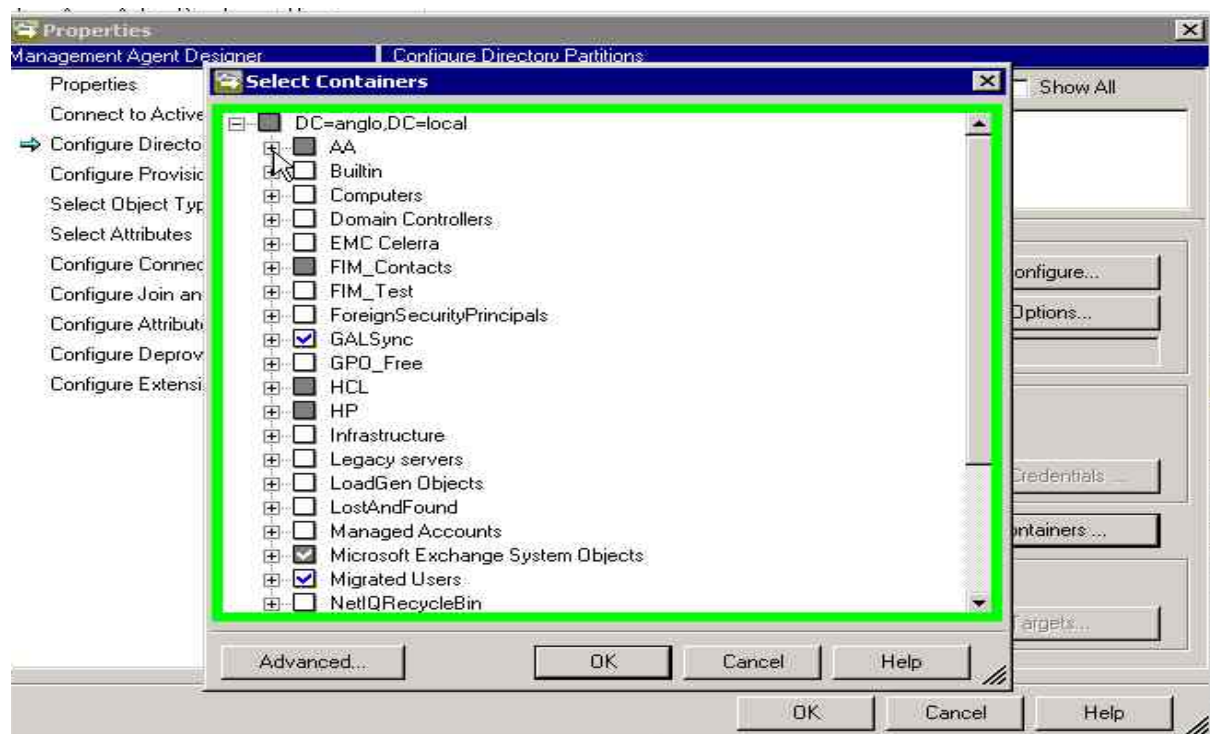 Properties
Management Agent Designer
Configure Directory Partitions
Properties
Connect to Active
Configure Directo
Configure Provisio
Select Object Typ
Select Attributes
Configure Connec
Configure Join an
Configure Attribut
Configure Deprov
Configure Extensi
Select Containers
DC=anglo,DC=local
AA
Builtin
Computers
Domain Controllers
EMC Celerra
FIM_Contacts
FIM_Test
ForeignSecurityPrincipals
GALSync
GPO_Free
HCL
HP
Infrastructure
Legacy servers
LoadGen Objects
LostAndFound
Managed Accounts
Microsoft Exchange System Objects
Migrated Users
NetIQRecycleBin
Advanced...
OK
Cancel
Help
Show All
onfigure...
Options...
Credentials ...
ontainers ...
Targets...
OK
Cancel
Help